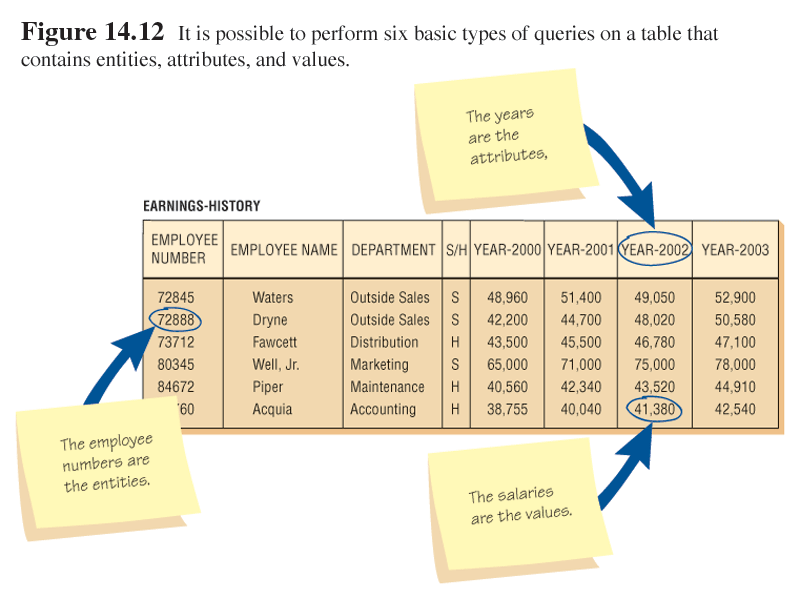 Figure 14.12 It is possible to perform six basic types of queries on a table that
contains entities, attributes, and values.
The years
are the
attributes,
EARNINGS-HISTORY
EMPLOYEE NUMBER EMPLOYEE NAME DEPARTMENT S/H YEAR-2000 YEAR-2001 YEAR-2002 YEAR-2003
72845 Waters Outside Sales S 48,960 51,400 49,050 52,900
72888 Dryne Outside Sales S 42,200 44,700 48,020 50,580
73712 Fawcett Distribution H 43,500 45,500 46,780 47,100
80345 Well, Jr. Marketing S 65,000 71,000 75,000 78,000
84672 Piper Maintenance H 40,560 42,340 43,520 44,910
60 Acquia Accounting H 38,755 40,040 41,380 42,540
The employee
numbers are
the entities.
The salaries
are the values.